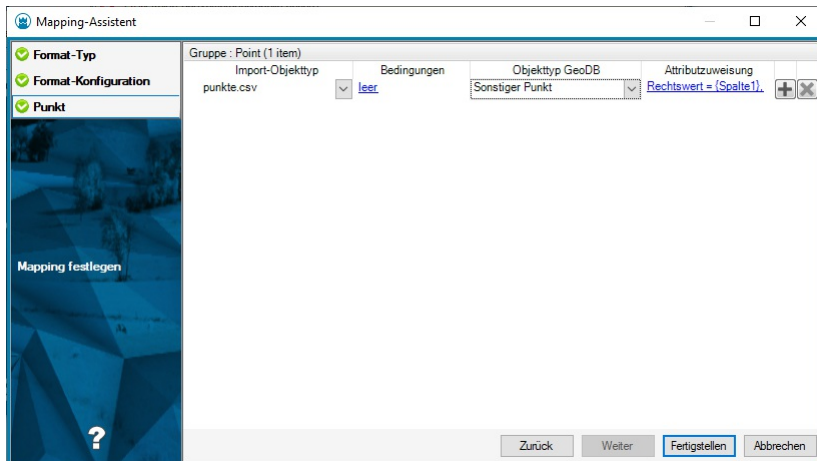 Mapping-Assistent
Format-Typ
Format-Konfiguration
Punkt
Mapping festlegen
?
Gruppe : Point (1 item)
Import-Objekttyp Bedingungen Objekttyp GeoDB Attributzuweisung
punkte.csv leer Sonstiger Punkt Rechtswert = {Spalte1},
Zurück Weiter Fertigstellen Abbrechen